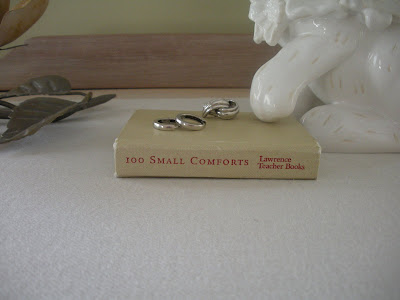 100 Small Comforts
Lawrence
Teacher Books